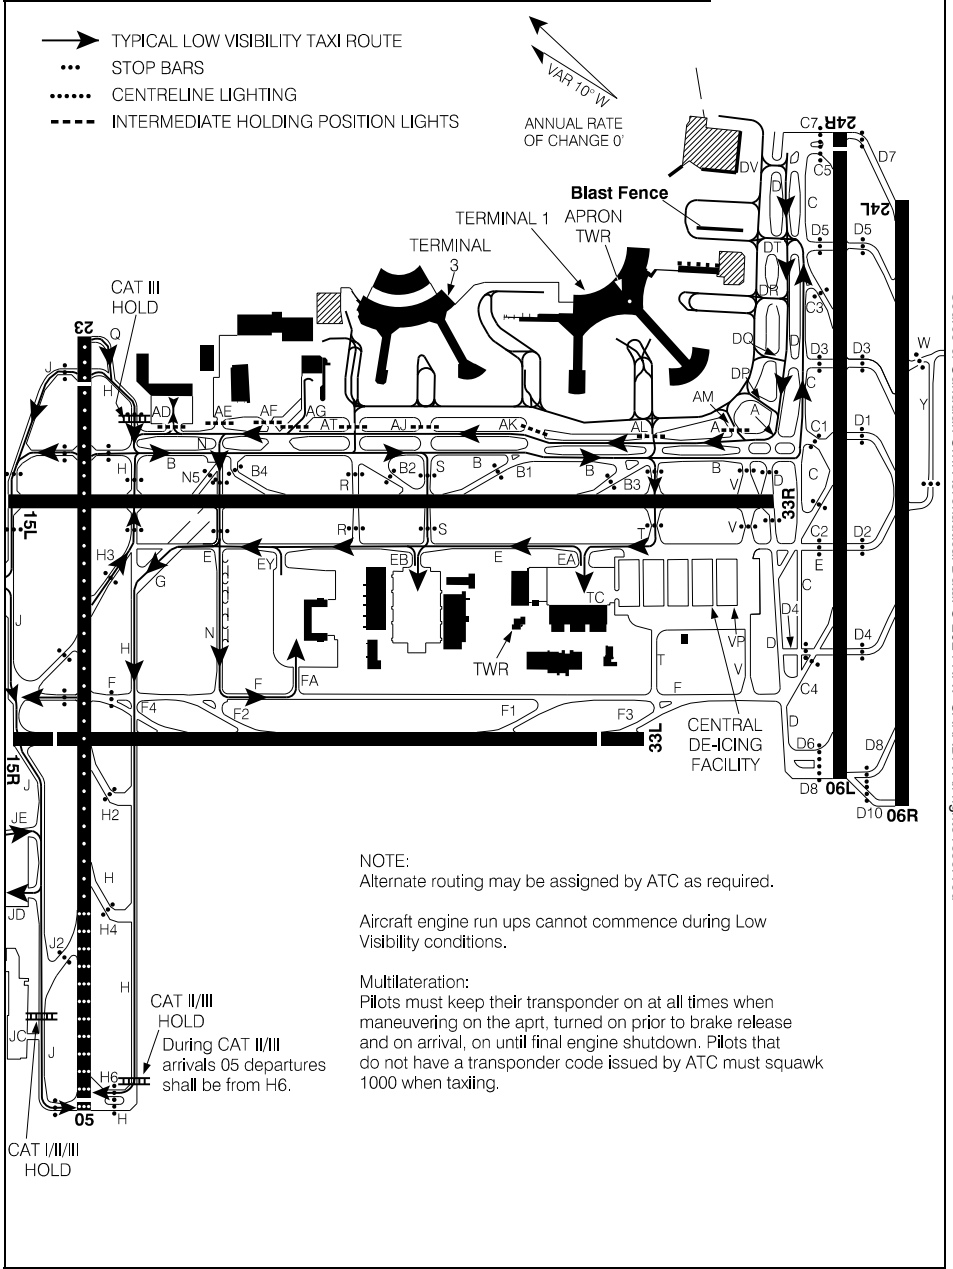 TYPICAL LOW VISIBILITY TAXI ROUTE
STOP BARS
CENTRELINE LIGHTING
INTERMEDIATE HOLDING POSITION LIGHTS
VAR 10° W
ANNUAL RATE
OF CHANGE 0'
C7
24R
D7
DV
C5
Blast Fence
D
C
24L
TERMINAL 1
APRON
TWR
TERMINAL
3
D5
D5
DT
CAT III
HOLD
DR
C3
23
Q
DQ
D
D3
D3
W
J
H
DP
C
Y
CAT III
HOLD
AD
AE
AF
AG
AM
A
AT
AJ
AK
AL
A
C1
D1
N
H
B
N5
B4
R
B2
S
B
B1
B
B3
B
V
D
C
15L
33R
R
S
T
V
C2
D2
E
H3
G
E
EY
EB
E
EA
C
J
TC
D4
H
N
TWR
VP
D
D4
T
V
F
F
FA
F
C4
F4
F2
F1
F3
33L
CENTRAL
DE-ICING
FACILITY
D
D6
D8
15R
J
D8
06L
D10
06R
H2
JE
H
JD
H4
J2
H
JC
J
CAT II/III
HOLD
During CAT II/III
arrivals 05 departures
shall be from H6.
H6
05
H
CAT I/II/III
HOLD
NOTE:
Alternate routing may be assigned by ATC as required.
Aircraft engine run ups cannot commence during Low
Visibility conditions.
Multilateration:
Pilots must keep their transponder on at all times when
maneuvering on the aprt, turned on prior to brake release
and on arrival, on until final engine shutdown. Pilots that
do not have a transponder code issued by ATC must squawk
1000 when taxiing.